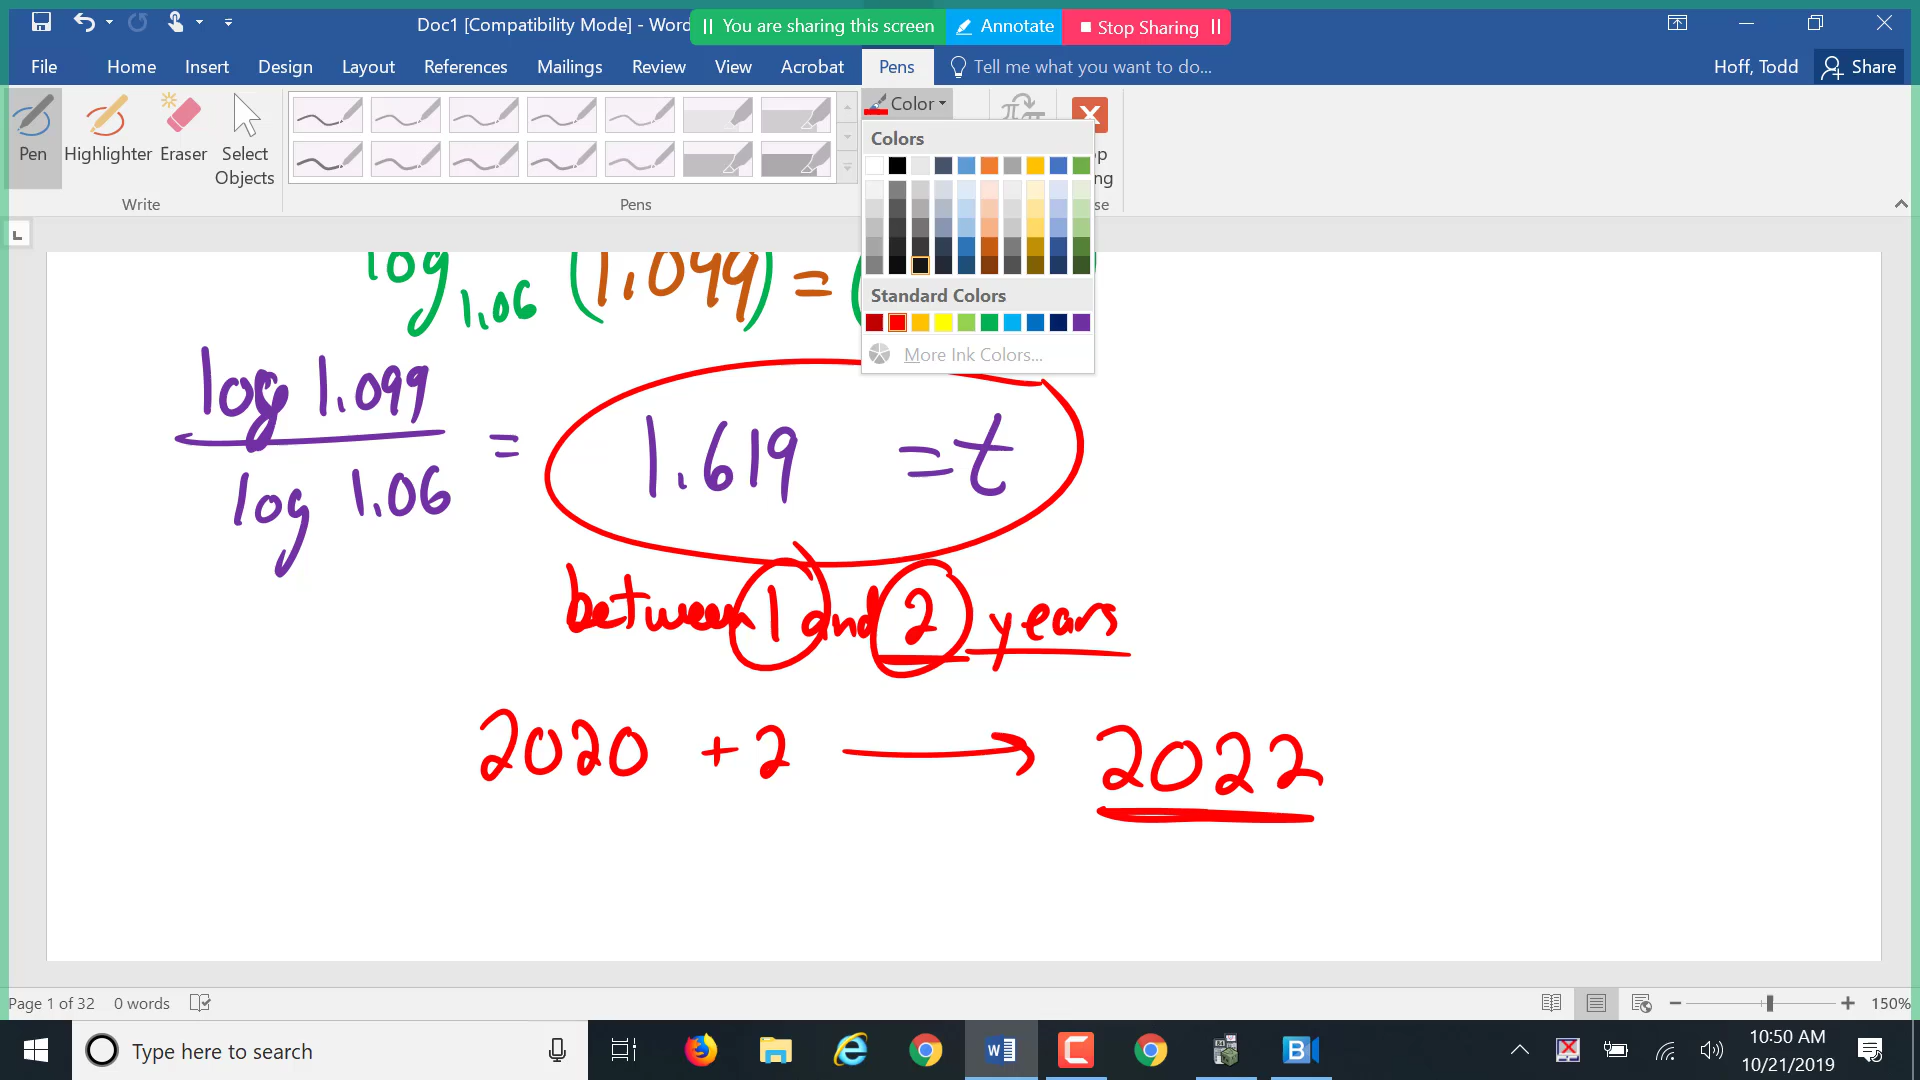 Doc1 [Compatibility Mode] - Word
You are sharing this screen
Annotate
Stop Sharing
File Home Insert Design Layout References Mailings Review View Acrobat Pens Tell me what you want to do... Hoff, Todd Share
Pen Highlighter Eraser Select Objects
Color
Write Pens
Colors
Standard Colors
More Ink Colors...
log 1.06 (1.099) = (
log 1.099 / log 1.06 = 1.619 = t
between 1 and 2 years
2020 + 2 → 2022
Page 1 of 32 0 words 150%
Type here to search
10:50 AM
10/21/2019